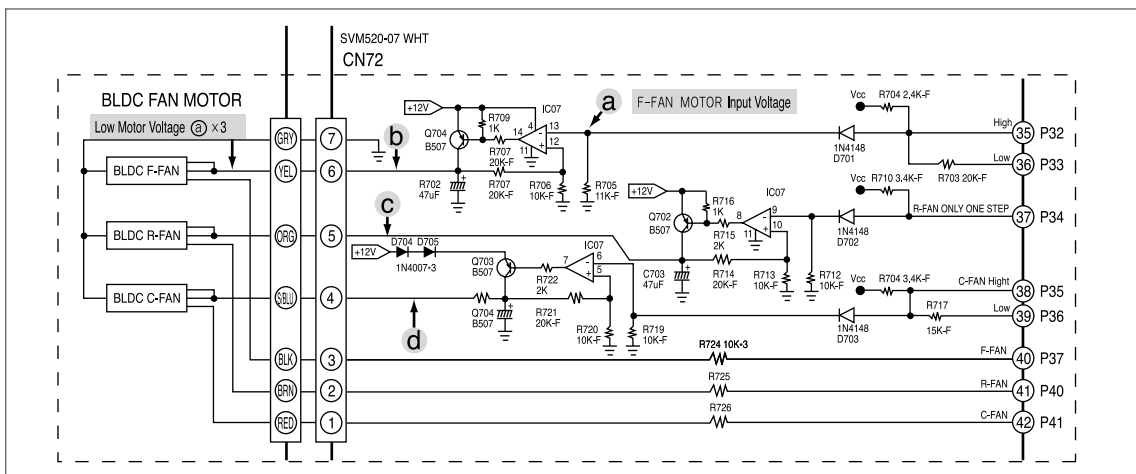 SVM520-07 WHT
CN72
BLDC FAN MOTOR
Low Motor Voltage ⓐ ×3
GRY
7
YEL
6
ORG
5
S/BLU
4
BLK
3
BRN
2
RED
1
BLDC F-FAN
BLDC R-FAN
BLDC C-FAN
a
F-FAN MOTOR Input Voltage
b
c
d
+12V
R709
1K
Q704
B507
IC07
4
14
13
12
11
-
+
R707
20K-F
R702
47uF
+
R707
20K-F
R706
10K-F
R705
11K-F
Vcc
R704 2,4K-F
1N4148
D701
High
35
P32
Low
36
P33
R703 20K-F
+12V
R716
1K
Q702
B507
IC07
8
9
10
11
-
+
R715
2K
C703
47uF
+
R714
20K-F
R713
10K-F
R712
10K-F
Vcc
R710 3.4K-F
R-FAN ONLY ONE STEP
1N4148
D702
37
P34
+12V
D704
D705
1N4007*3
Q703
B507
IC07
7
6
5
-
+
R722
2K
Q704
B507
+
R721
20K-F
R720
10K-F
R719
10K-F
Vcc
R704 3,4K-F
C-FAN Hight
38
P35
1N4148
D703
R717
15K-F
Low
39
P36
R724 10K*3
F-FAN
40
P37
R725
R-FAN
41
P40
R726
C-FAN
42
P41